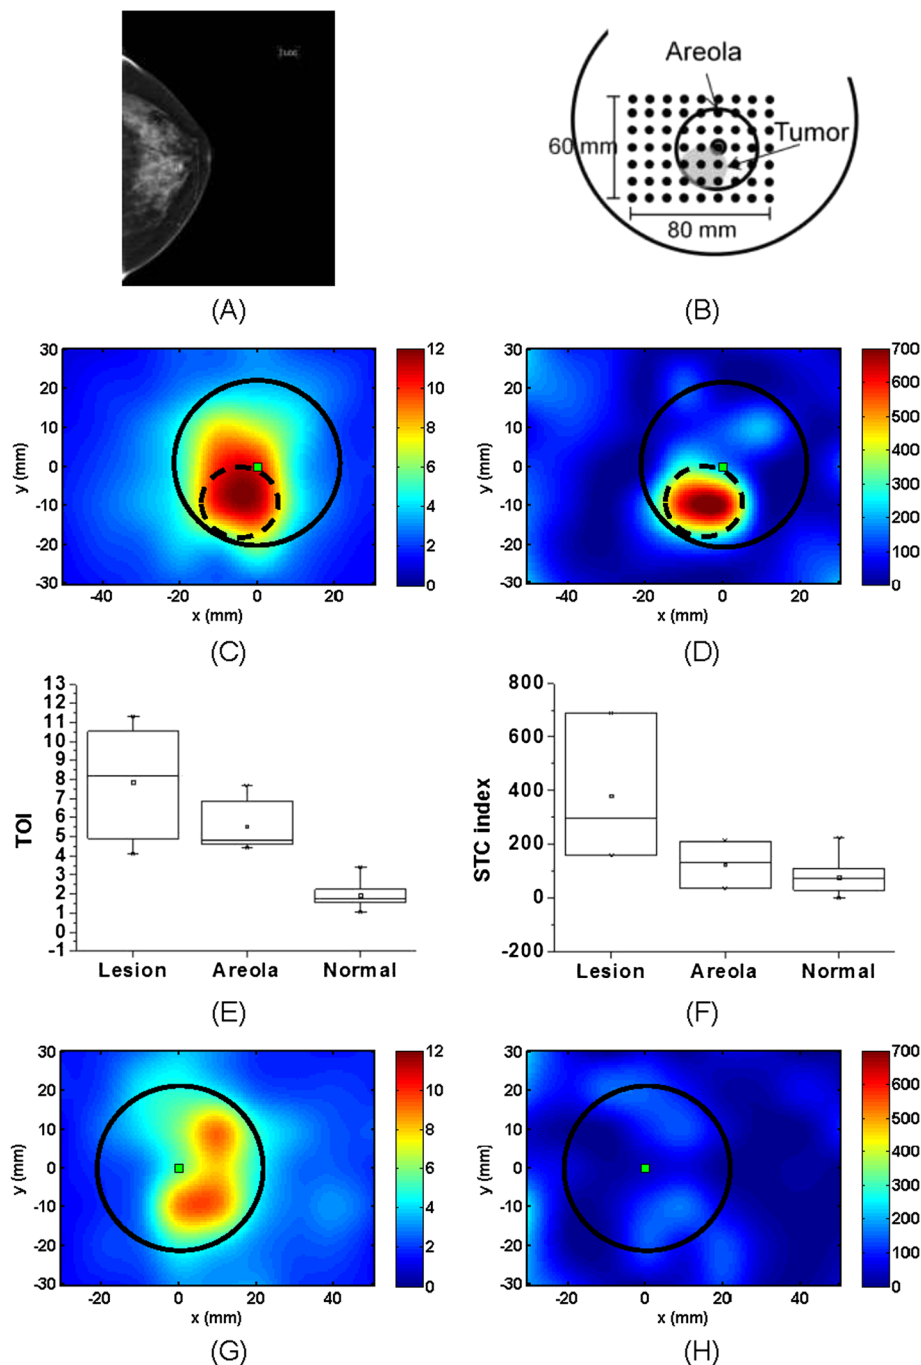 (A)
Areola
Tumor
60 mm
80 mm
(B)
30
20
10
0
-10
-20
-30
-40 -20 0 20
x (mm)
y (mm)
12
10
8
6
4
2
0
(C)
30
20
10
0
-10
-20
-30
-40 -20 0 20
x (mm)
y (mm)
700
600
500
400
300
200
100
0
(D)
13
12
11
10
9
8
7
6
5
4
3
2
1
0
-1
TOI
Lesion Areola Normal
(E)
800
600
400
200
0
-200
STC index
Lesion Areola Normal
(F)
30
20
10
0
-10
-20
-30
-20 0 20 40
x (mm)
y (mm)
12
10
8
6
4
2
0
(G)
30
20
10
0
-10
-20
-30
-20 0 20 40
x (mm)
y (mm)
700
600
500
400
300
200
100
0
(H)